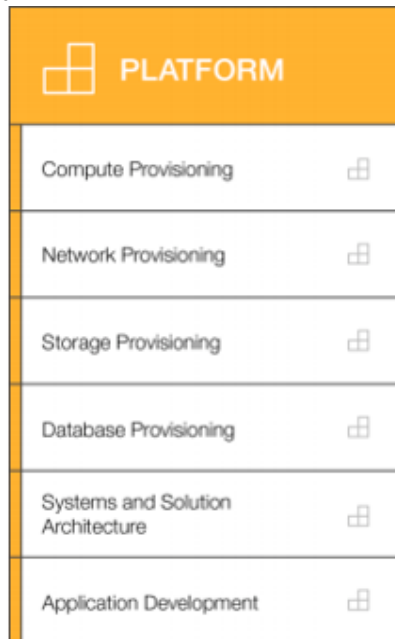 PLATFORM
Compute Provisioning
Network Provisioning
Storage Provisioning
Database Provisioning
Systems and Solution
Architecture
Application Development